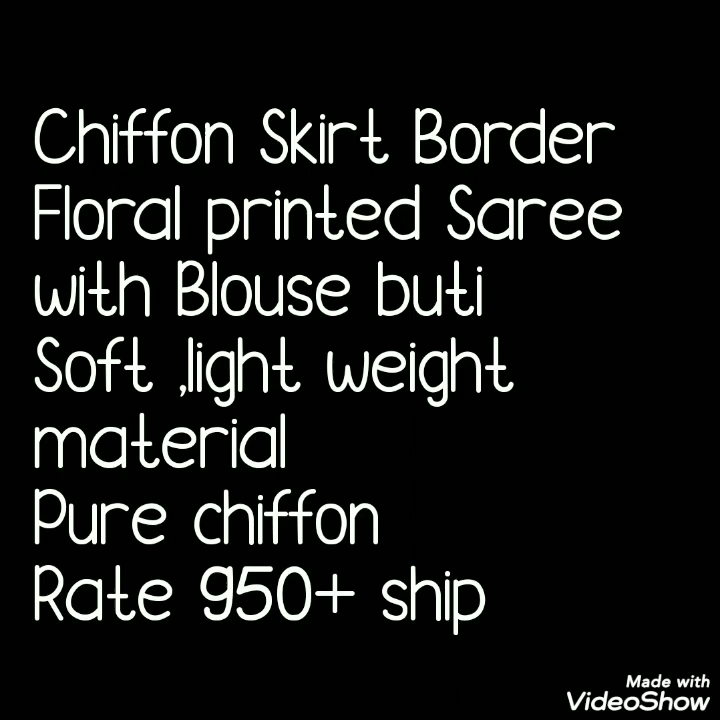 Chiffon Skirt Border
Floral printed Saree
with Blouse buti
Soft ,light weight
material
Pure chiffon
Rate 950+ ship
Made with
VideoShow